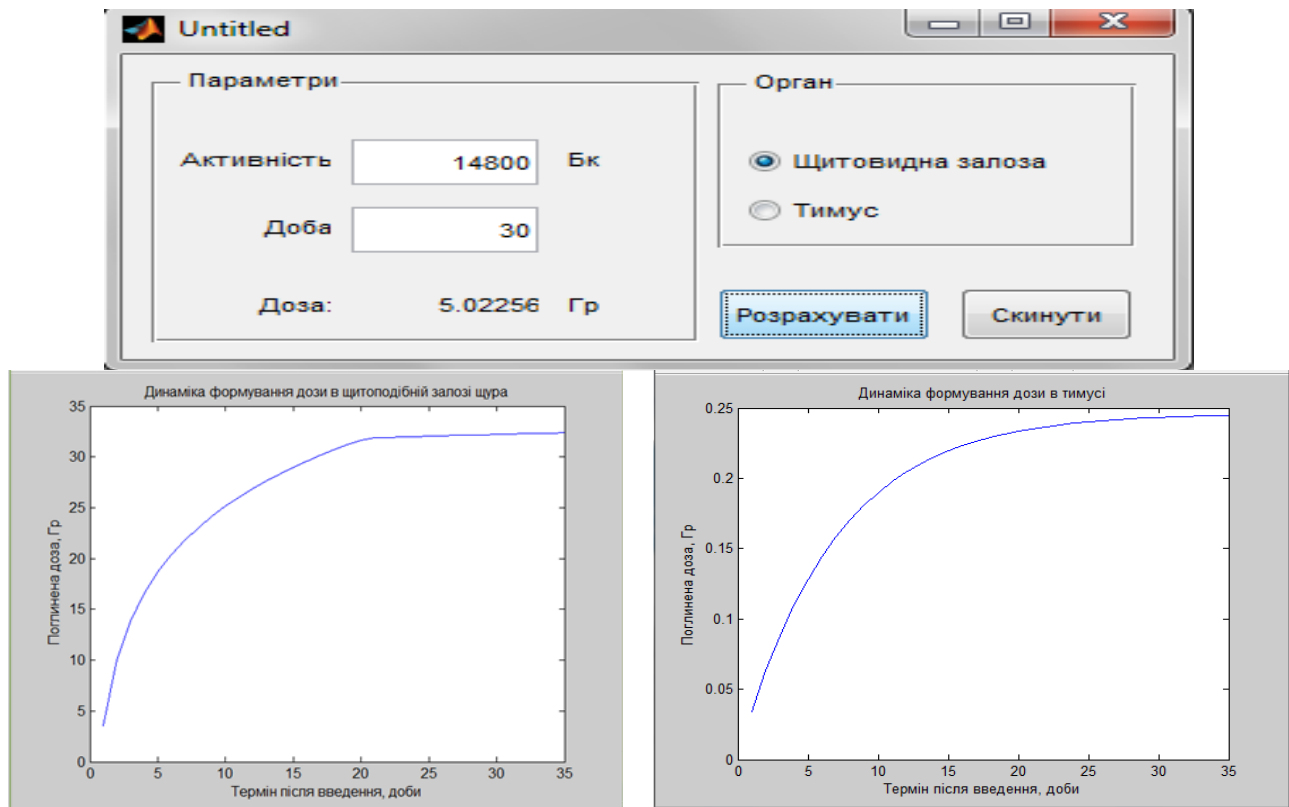 Untitled
Параметри
Орган
Активність 14800 Бк
Щитовидна залоза
Доба 30
Тимус
Доза: 5.02256 Гр
Розрахувати
Скинути
Динаміка формування дози в щитоподібній залозі щура
Поглинена доза, Гр
35
30
25
20
15
10
5
0
0 5 10 15 20 25 30 35
Термін після введення, доби
Динаміка формування дози в тимусі
Поглинена доза, Гр
0.25
0.2
0.15
0.1
0.05
0
0 5 10 15 20 25 30 35
Термін після введення, доби